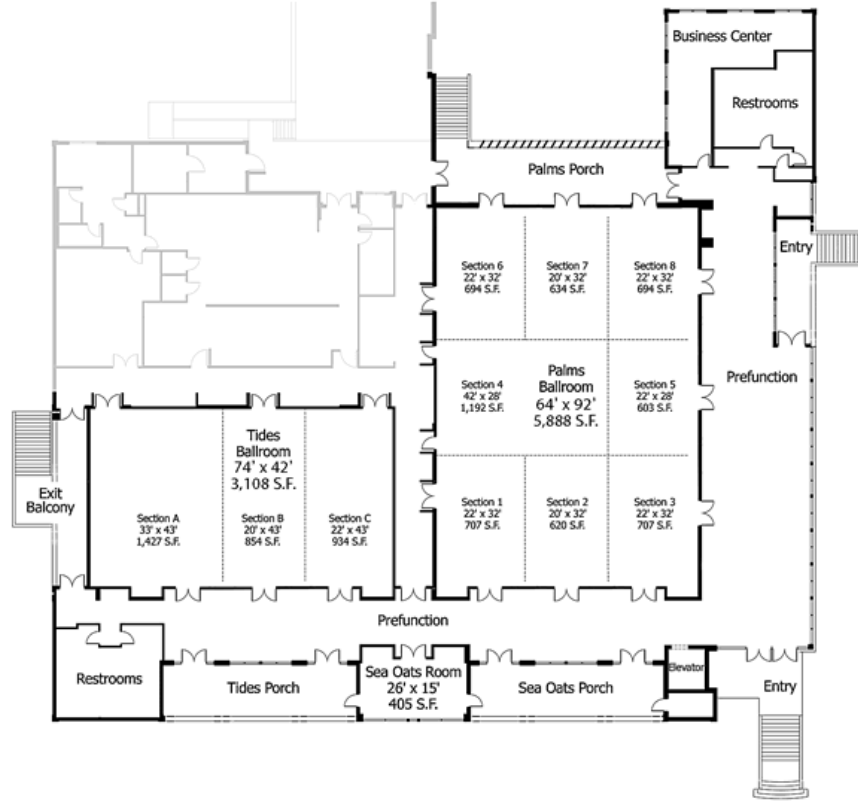 Business Center
Restrooms
Palms Porch
Entry
Section 6
22' x 32'
694 S.F.
Section 7
20' x 32'
634 S.F.
Section 8
22' x 32'
694 S.F.
Prefunction
Section 4
42' x 28'
1,192 S.F.
Palms
Ballroom
64' x 92'
5,888 S.F.
Section 5
22' x 28'
603 S.F.
Tides
Ballroom
74' x 42'
3,108 S.F.
Exit
Balcony
Section A
33' x 43'
1,427 S.F.
Section B
20' x 43'
854 S.F.
Section C
22' x 43'
934 S.F.
Section 1
22' x 32'
707 S.F.
Section 2
20' x 32'
620 S.F.
Section 3
22' x 32'
707 S.F.
Prefunction
Restrooms
Tides Porch
Sea Oats Room
26' x 15'
405 S.F.
Sea Oats Porch
Elevator
Entry